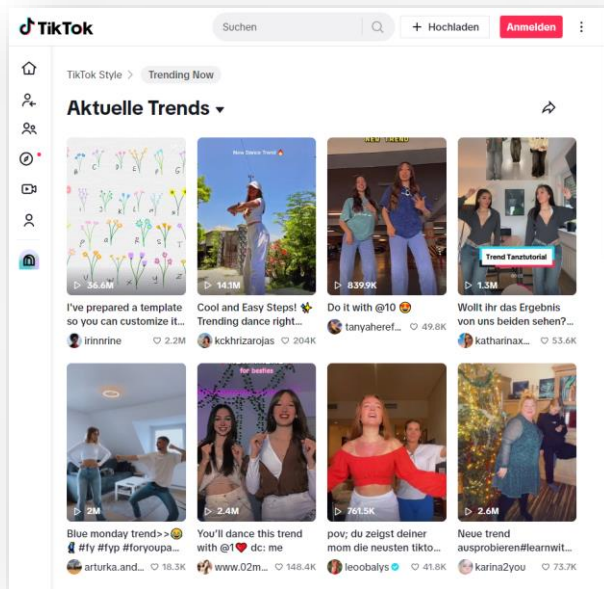 TikTok
Suchen
+ Hochladen
Anmelden
TikTok Style > Trending Now
Aktuelle Trends
36.6M
I've prepared a template
so you can customize it...
irinnrine 2.2M
New Dance Trend 🔥
14.1M
Cool and Easy Steps! ✨
Trending dance right...
kckhrizarojas 204K
NEW TREND
839.9K
Do it with @10 😍
tanyaheref... 49.8K
Trend Tanztutorial
1.3M
Wollt ihr das Ergebnis
von uns beiden sehen?...
katharinax... 53.6K
2M
Blue monday trend>>😂
#fy #fyp #foryoupa...
arturka.and... 18.3K
for besties
2.4M
You'll dance this trend
with @1❤️ dc: me
www.02m... 148.4K
761.5K
pov; du zeigst deiner
mom die neusten tikto...
leoobalys 41.8K
2.6M
Neue trend
ausprobieren#learnwit...
karina2you 73.7K